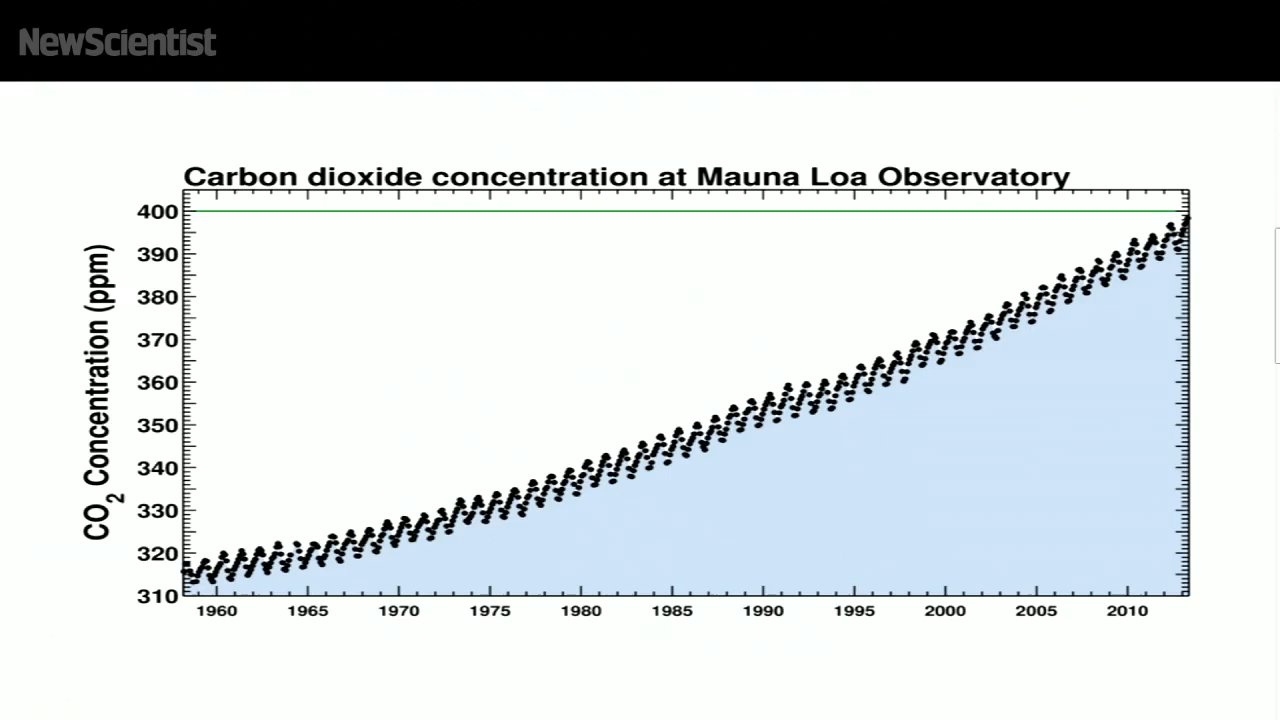 NewScientist
Carbon dioxide concentration at Mauna Loa Observatory
CO2 Concentration (ppm)
400
390
380
370
360
350
340
330
320
310
1960 1965 1970 1975 1980 1985 1990 1995 2000 2005 2010